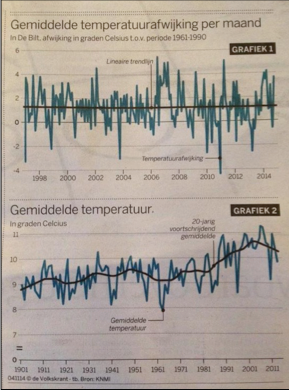 Gemiddelde temperatuurafwijking per maand
In De Bilt, afwijking in graden Celsius t.o.v. periode 1961-1990
GRAFIEK 1
6
Lineaire trendlijn
4
2
0
-2
Temperatuurafwijking
-4
1998 2000 2002 2004 2006 2008 2010 2012 2014
Gemiddelde temperatuur.
GRAFIEK 2
In graden Celcius
20-jarig
voortschrijdend
gemiddelde
11
10
9
8
7
Gemiddelde
temperatuur
0
1901 1911 1921 1931 1941 1951 1961 1971 1981 1991 2001 2011
041114 © de Volkskrant - tb. Bron: KNMI